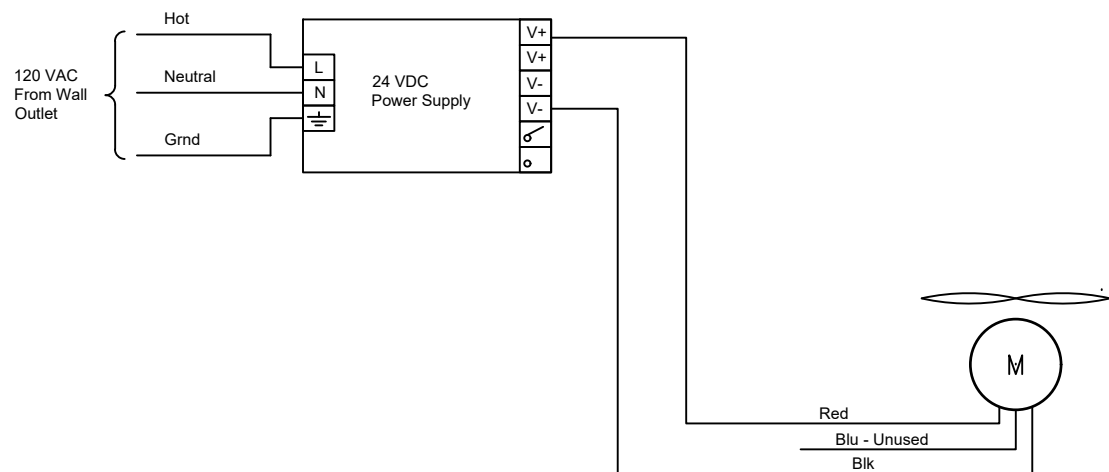 Hot
120 VAC
From Wall
Outlet
Neutral
Grnd
L
N
24 VDC
Power Supply
V+
V+
V-
V-
M
Red
Blu - Unused
Blk